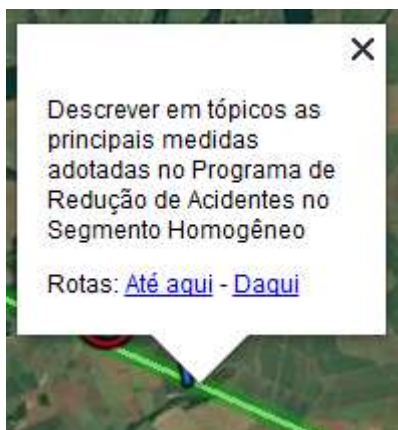 Descrever em tópicos as
principais medidas
adotadas no Programa de
Redução de Acidentes no
Segmento Homogêneo
Rotas: Até aqui - Daqui